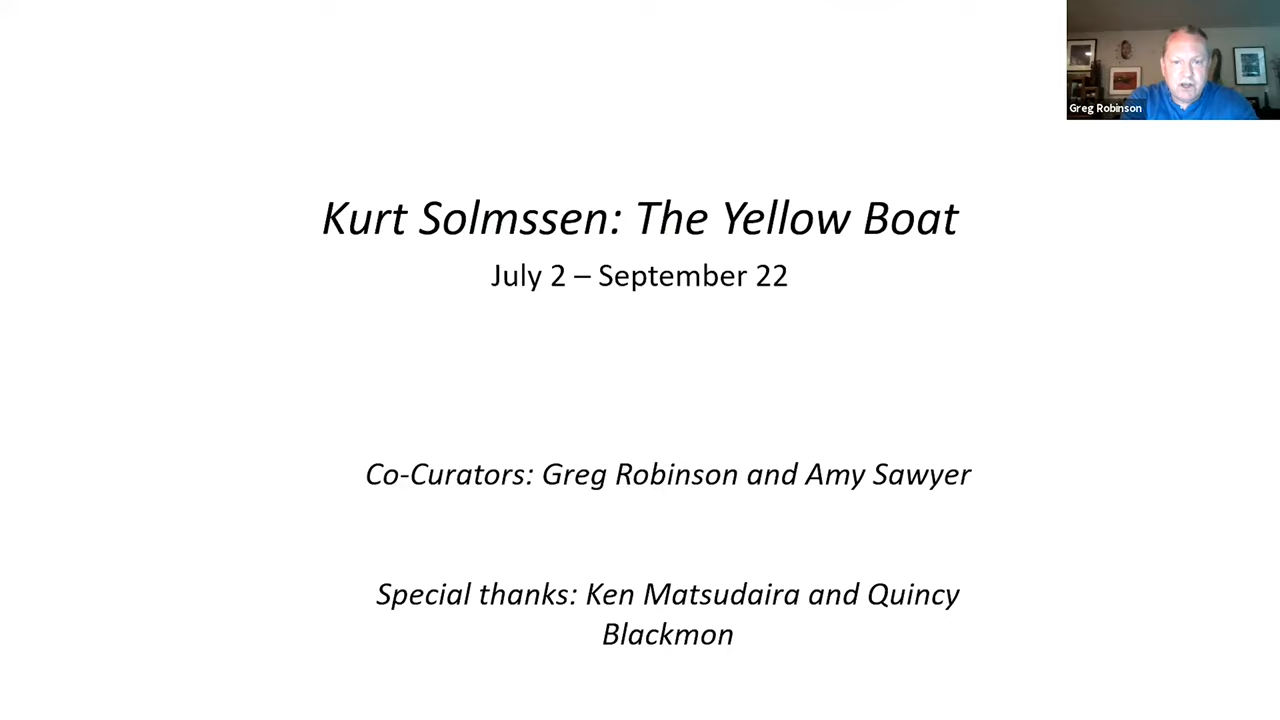 Greg Robinson
Kurt Solmssen: The Yellow Boat
July 2 – September 22
Co-Curators: Greg Robinson and Amy Sawyer
Special thanks: Ken Matsudaira and Quincy
Blackmon